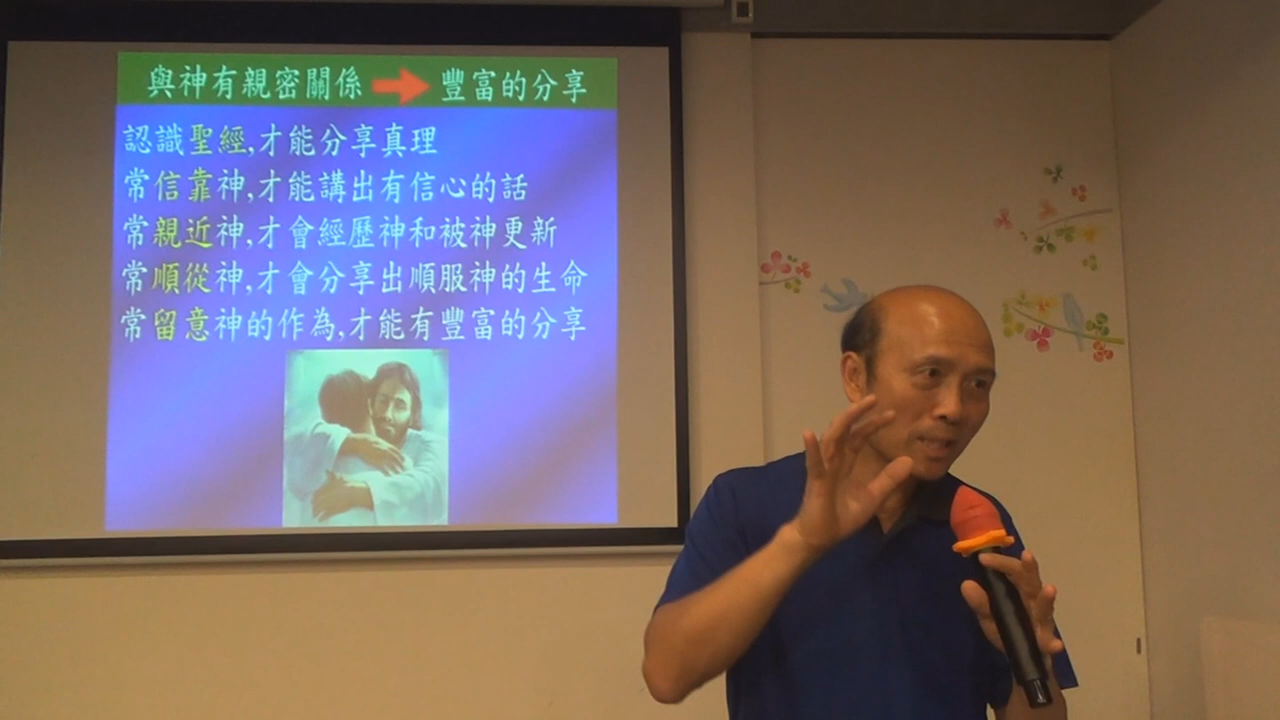 與神有親密關係 ➡ 豐富的分享
認識聖經,才能分享真理
常信靠神,才能講出有信心的話
常親近神,才會經歷神和被神更新
常順從神,才會分享出順服神的生命
常留意神的作為,才能有豐富的分享